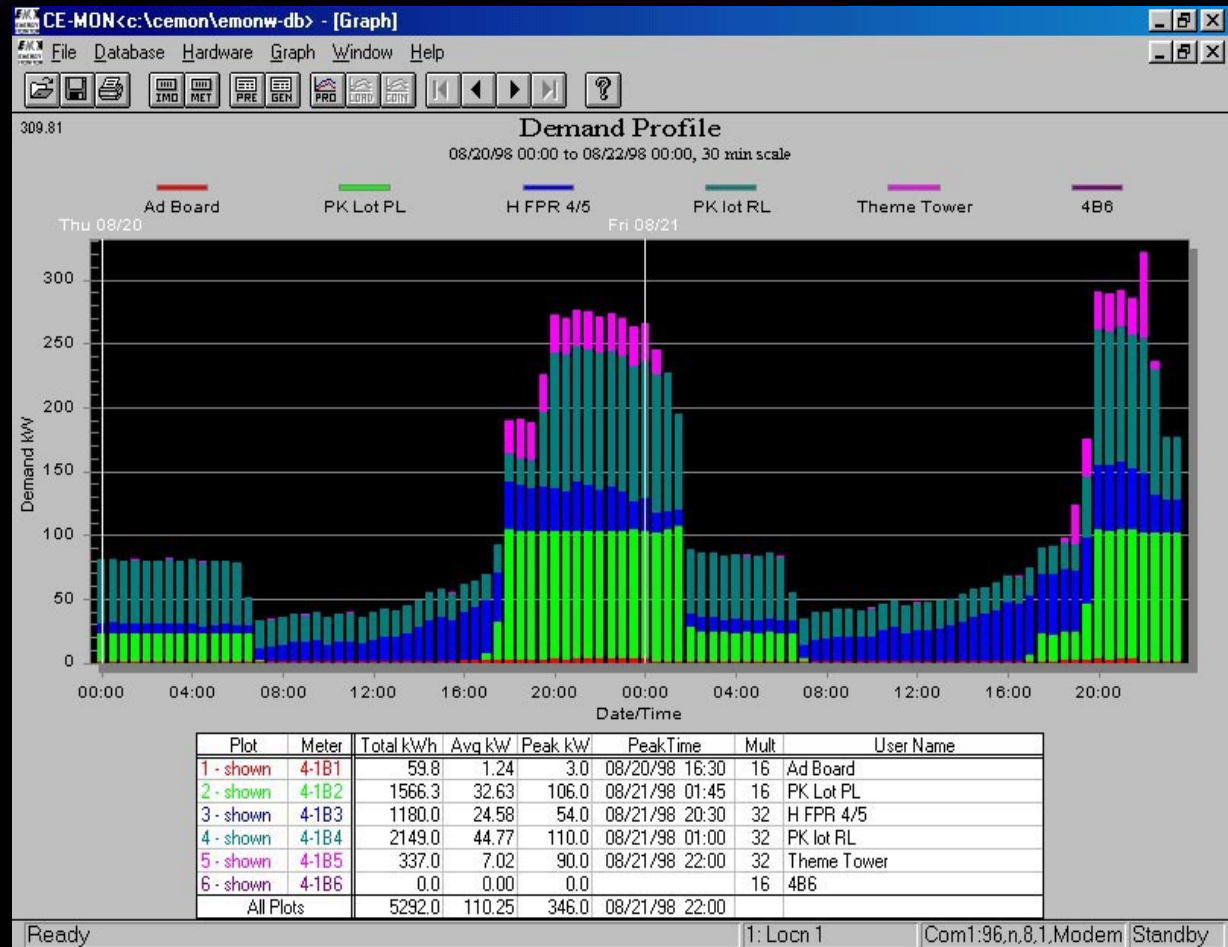 CE-MON<c:\cemon\emonw-db> - [Graph]
File Database Hardware Graph Window Help
IMD MET PRE GEN PRO LOAD COIN ?
309.81
Demand Profile
08/20/98 00:00 to 08/22/98 00:00, 30 min scale
Ad Board PK Lot PL H FPR 4/5 PK lot RL Theme Tower 4B6
Thu 08/20 Fri 08/21
300
250
200
150
100
50
0
Demand kW
00:00 04:00 08:00 12:00 16:00 20:00 00:00 04:00 08:00 12:00 16:00 20:00
Date/Time
Plot Meter Total kWh Avg kW Peak kW PeakTime Mult User Name
1 - shown 4-1B1 59.8 1.24 3.0 08/20/98 16:30 16 Ad Board
2 - shown 4-1B2 1566.3 32.63 106.0 08/21/98 01:45 16 PK Lot PL
3 - shown 4-1B3 1180.0 24.58 54.0 08/21/98 20:30 32 H FPR 4/5
4 - shown 4-1B4 2149.0 44.77 110.0 08/21/98 01:00 32 PK lot RL
5 - shown 4-1B5 337.0 7.02 90.0 08/21/98 22:00 32 Theme Tower
6 - shown 4-1B6 0.0 0.00 0.0 16 4B6
All Plots 5292.0 110.25 346.0 08/21/98 22:00
Ready 1: Locn 1 Com1:96,n,8,1,Modem Standby